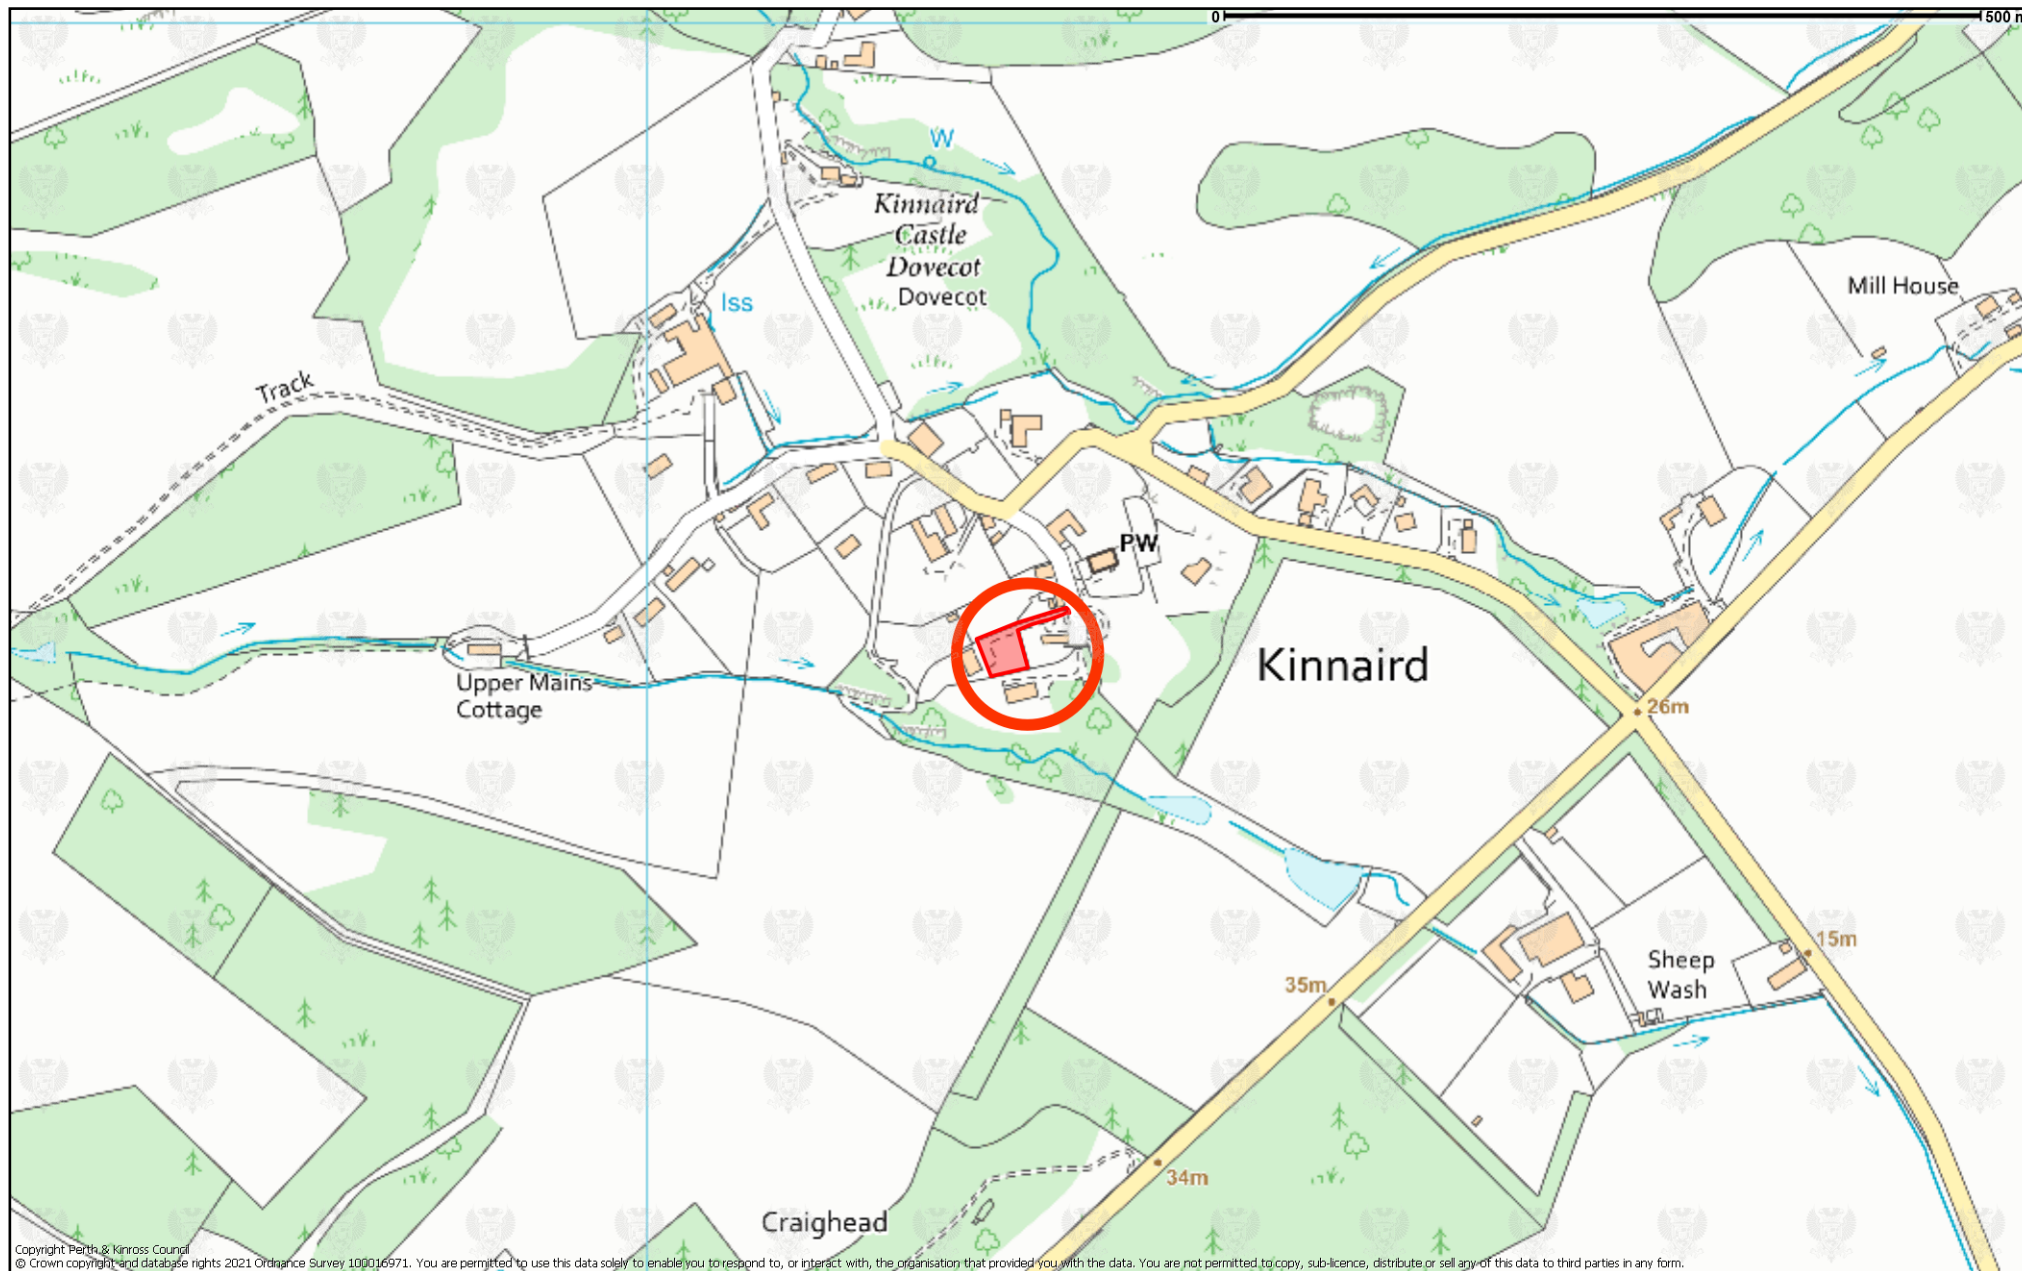 0
500 m
W
Kinnaird
Castle
Dovecot
Dovecot
Mill House
Iss
Track
PW
Kinnaird
Upper Mains
Cottage
26m
15m
Sheep
Wash
35m
34m
Craighead
Copyright Perth & Kinross Council
© Crown copyright and database rights 2021 Ordnance Survey 100016971. You are permitted to use this data solely to enable you to respond to, or interact with, the organisation that provided you with the data. You are not permitted to copy, sub-licence, distribute or sell any of this data to third parties in any form.